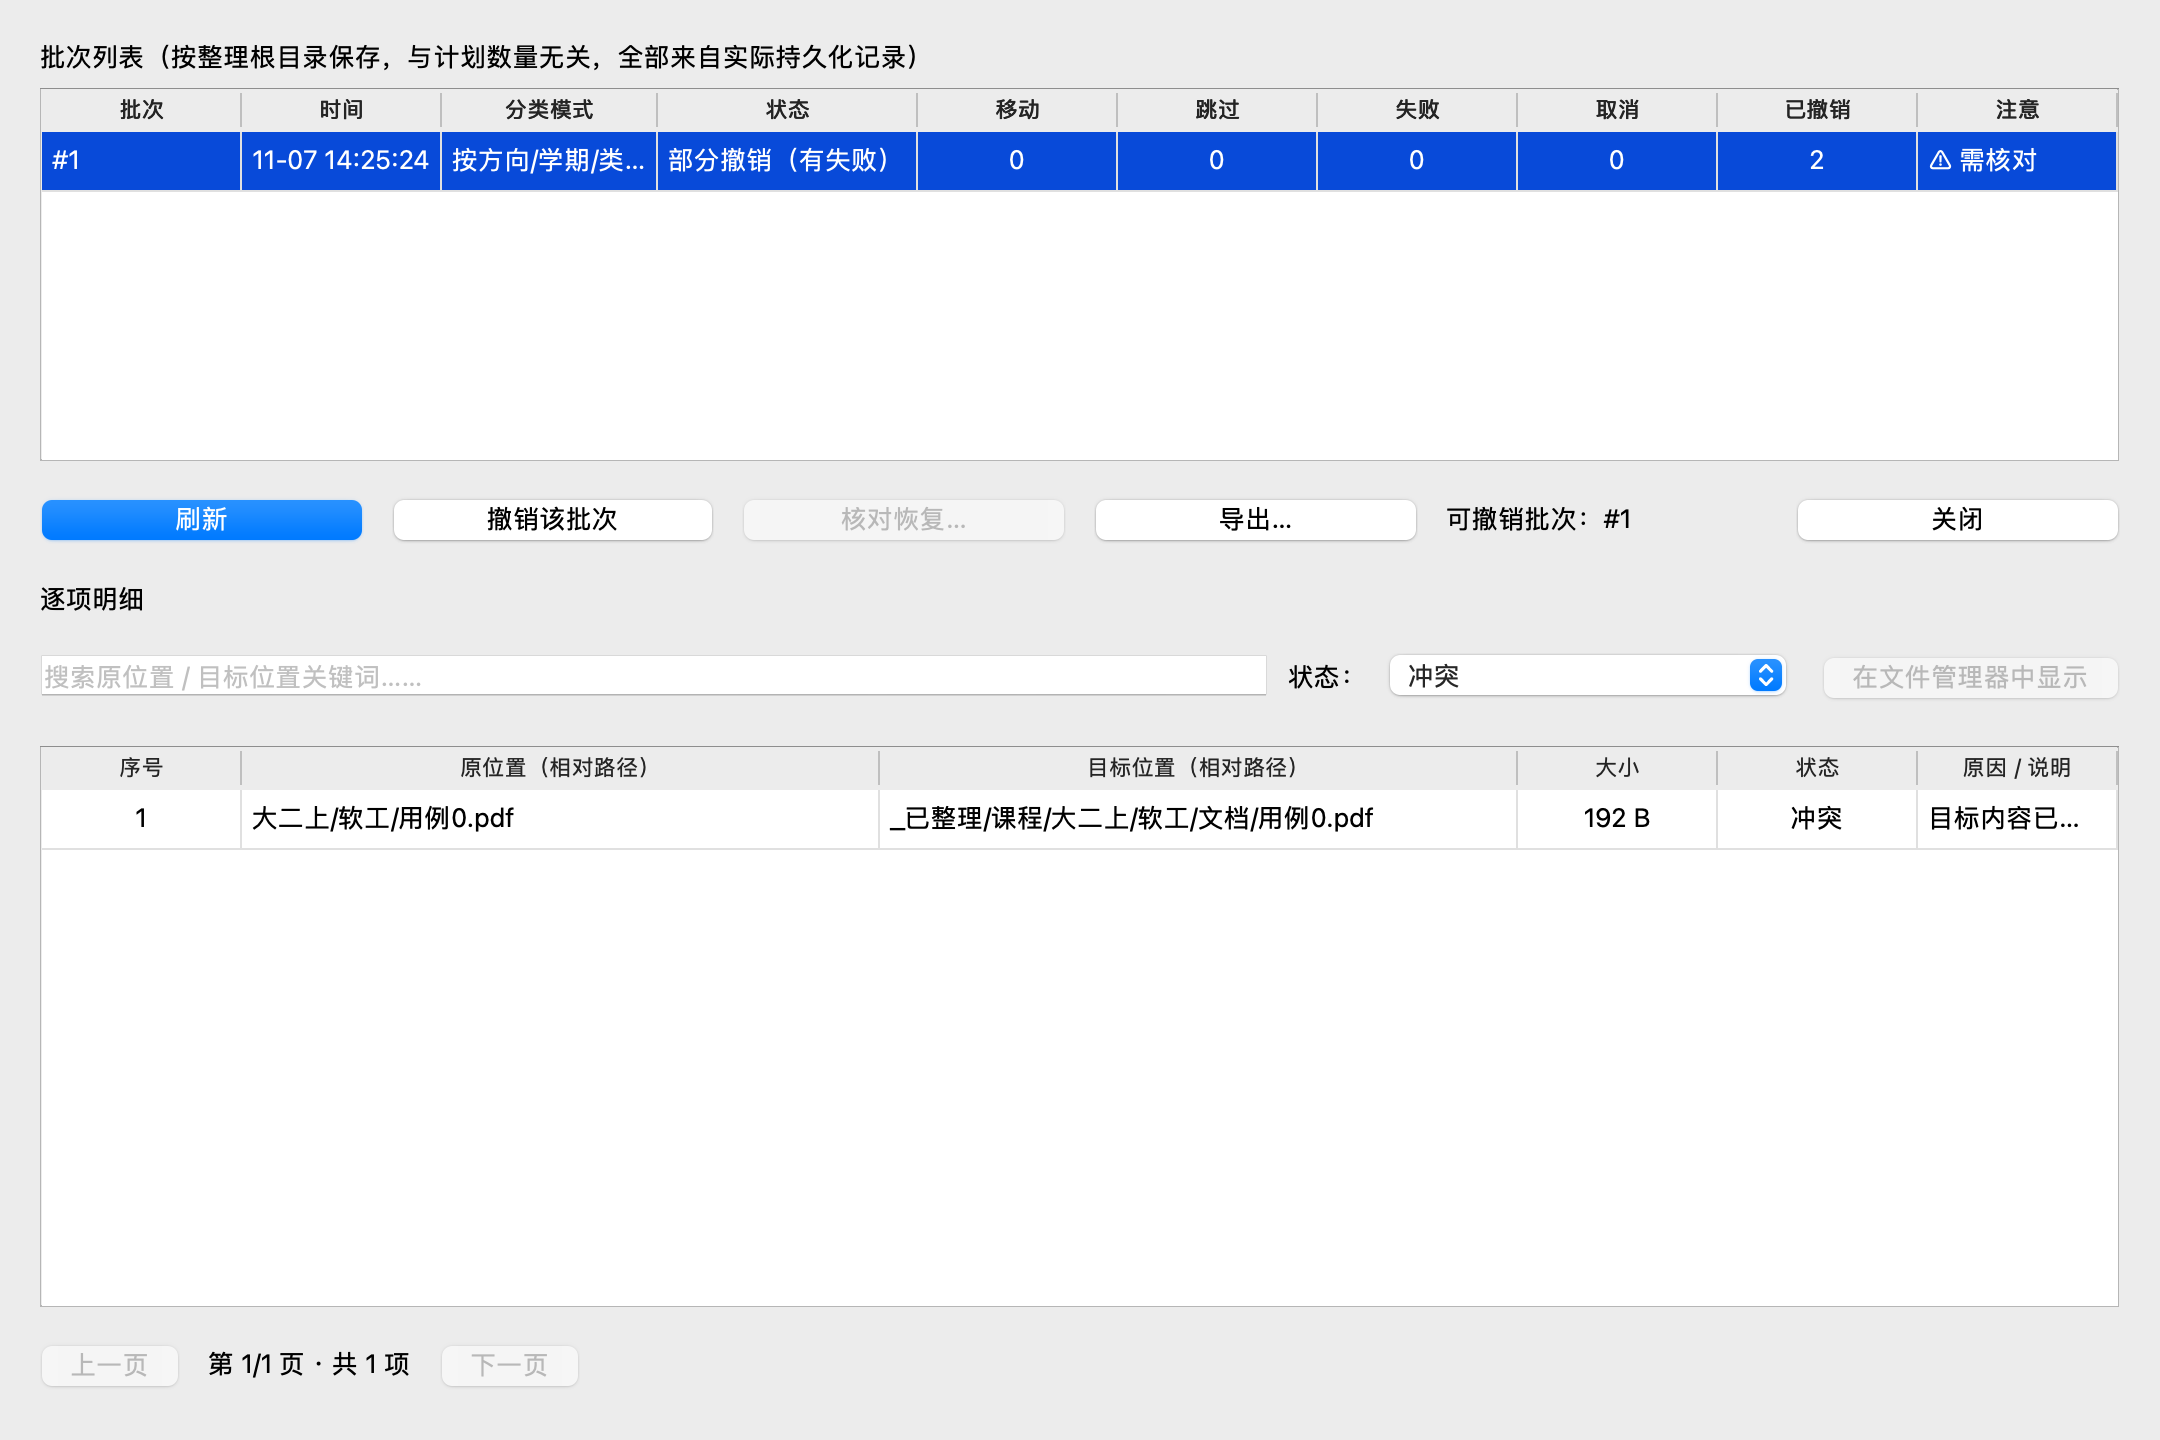 批次列表（按整理根目录保存，与计划数量无关，全部来自实际持久化记录）
批次 时间 分类模式 状态 移动 跳过 失败 取消 已撤销 注意
#1 11-07 14:25:24 按方向/学期/类... 部分撤销（有失败） 0 0 0 0 2 ⚠ 需核对
刷新 撤销该批次 核对恢复... 导出... 可撤销批次：#1 关闭
逐项明细
搜索原位置 / 目标位置关键词…… 状态： 冲突 在文件管理器中显示
序号 原位置（相对路径） 目标位置（相对路径） 大小 状态 原因 / 说明
1 大二上/软工/用例0.pdf _已整理/课程/大二上/软工/文档/用例0.pdf 192 B 冲突 目标内容已...
上一页 第 1/1 页 · 共 1 项 下一页